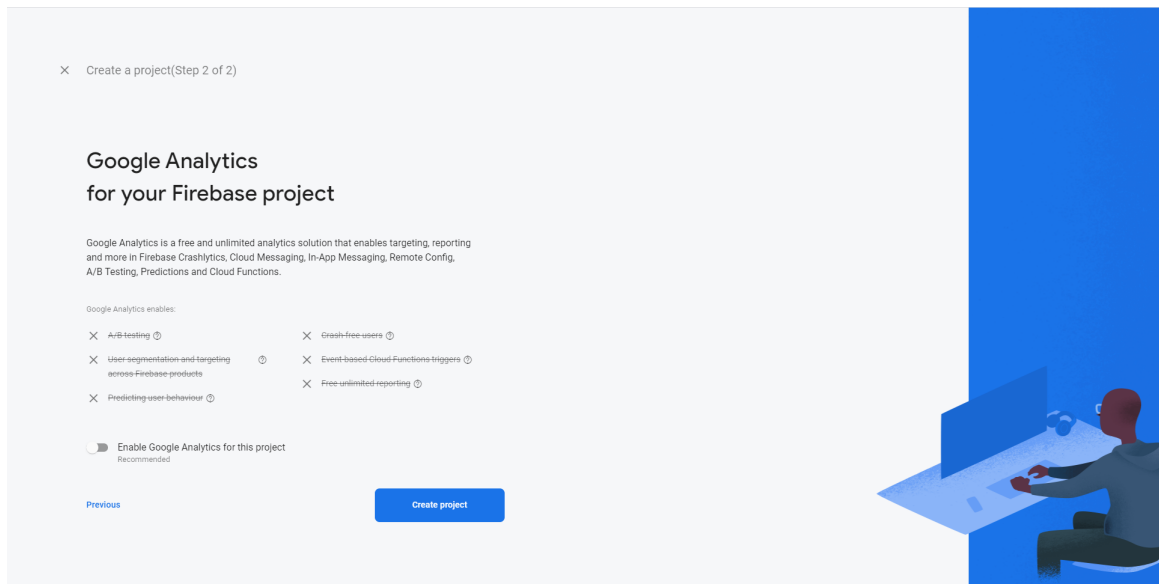 Create a project(Step 2 of 2)
Google Analytics
for your Firebase project
Google Analytics is a free and unlimited analytics solution that enables targeting, reporting
and more in Firebase Crashlytics, Cloud Messaging, In-App Messaging, Remote Config,
A/B Testing, Predictions and Cloud Functions.
Google Analytics enables:
A/B testing
User segmentation and targeting
across Firebase products
Predicting user behaviour
Crash-free users
Event-based Cloud Functions triggers
Free unlimited reporting
Enable Google Analytics for this project
Recommended
Previous
Create project